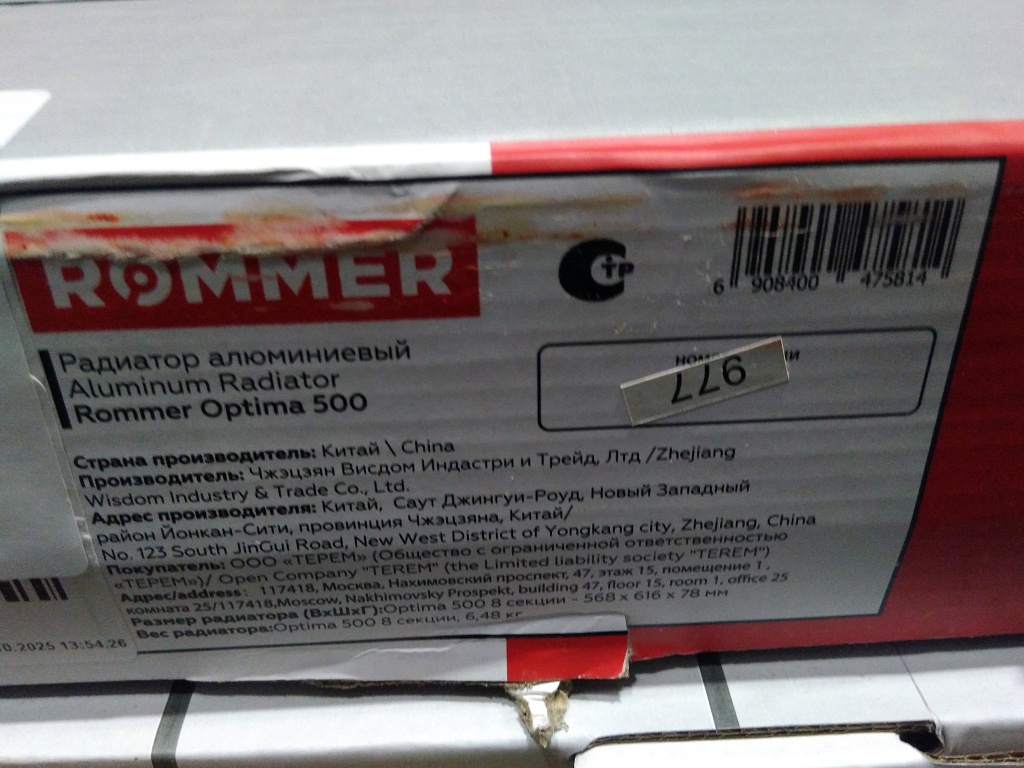 ROMMER
TP
6 908400 475814
Радиатор алюминиевый
Aluminum Radiator
Rommer Optima 500
977
Страна производитель: Китай \ China
Производитель: Чжэцзян Висдом Индастри и Трейд, Лтд /Zhejiang
Wisdom Industry & Trade Co., Ltd.
Адрес производителя: Китай, Саут Джингуи-Роуд, Новый Западный
район Йонкан-Сити, провинция Чжэцзяна, Китай/
No. 123 South JinGui Road, New West District of Yongkang city, Zhejiang, China
Покупатель: ООО «ТЕРЕМ» (Общество с ограниченной ответственностью
«ТЕРЕМ»)/ Open Company "TEREM" (the Limited liability society "TEREM")
Адрес/address: 117418, Москва, Нахимовский проспект, 47, этаж 15, помещение 1,
комната 25/117418,Moscow, Nakhimovsky Prospekt, building 47, floor 15, room 1, office 25
Размер радиатора (ВхШхГ):Optima 500 8 секции - 568 x 616 x 78 мм
Вес радиатора:Optima 500 8 секции, 6,48 кг
0.2025 13:54.26